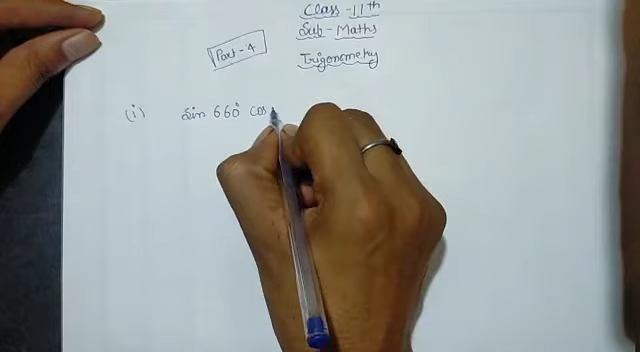 Class - 11th
Sub - Maths
Part - 4
Trigonometry
(i) Sin 660° cos